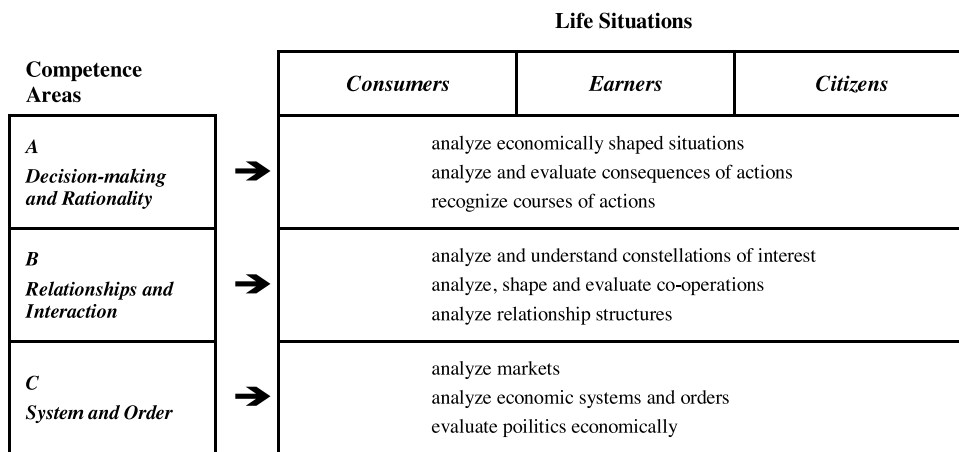 Life Situations
Competence
Areas
Consumers
Earners
Citizens
A
Decision-making
and Rationality
analyze economically shaped situations
analyze and evaluate consequences of actions
recognize courses of actions
B
Relationships and
Interaction
analyze and understand constellations of interest
analyze, shape and evaluate co-operations
analyze relationship structures
C
System and Order
analyze markets
analyze economic systems and orders
evaluate poilitics economically